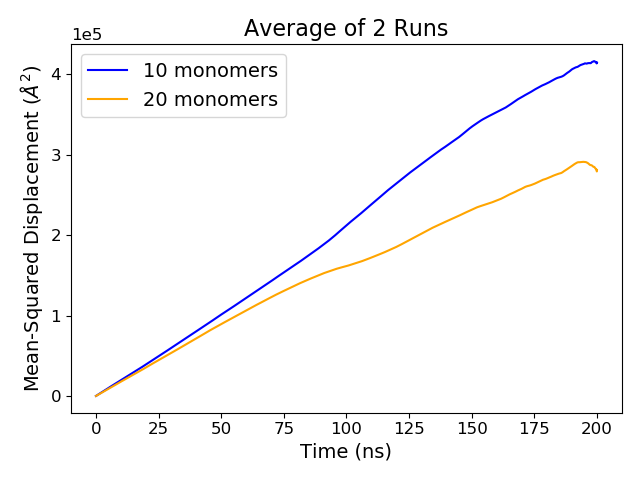 Average of 2 Runs
1e5
10 monomers
20 monomers
Mean-Squared Displacement (Å²)
4
3
2
1
0
0 25 50 75 100 125 150 175 200
Time (ns)